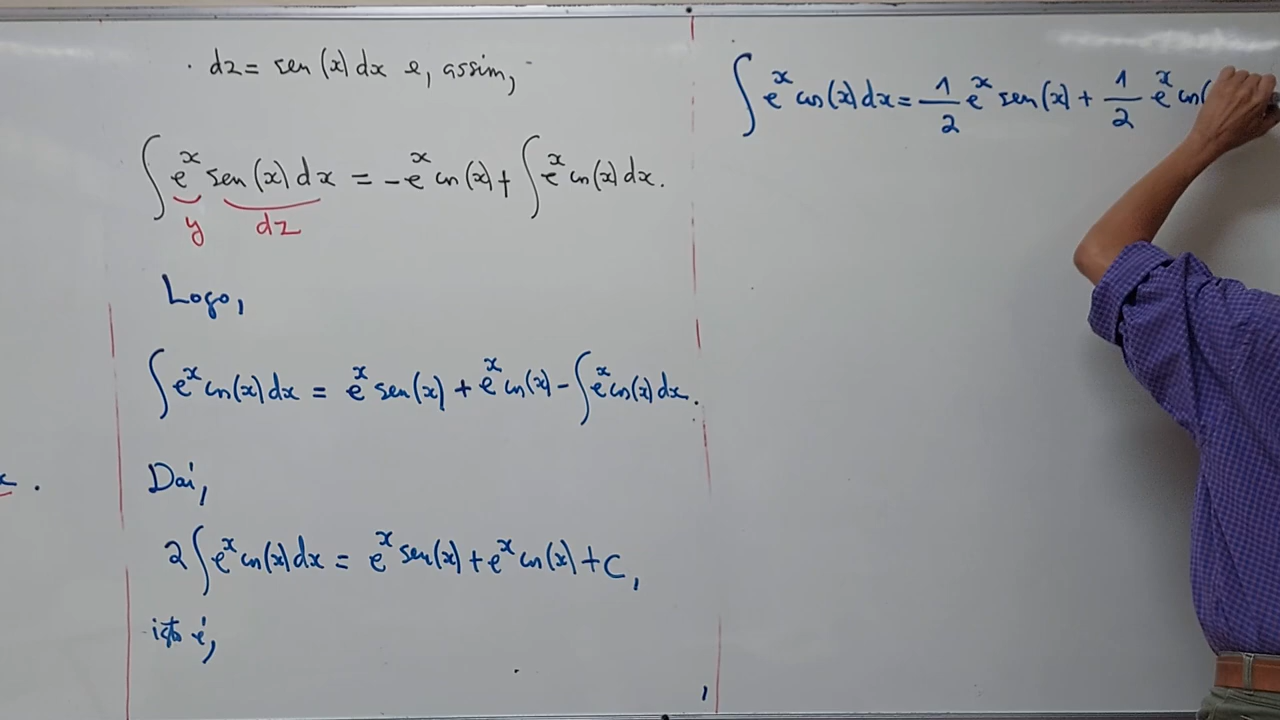 x.
· dz = sen(x)dx e, assim,
∫ e^x sen(x)dx = -e^x cos(x) + ∫ e^x cos(x)dx.
y dz
Logo,
∫ e^x cos(x)dx = e^x sen(x) + e^x cos(x) - ∫ e^x cos(x)dx.
Daí,
2∫ e^x cos(x)dx = e^x sen(x) + e^x cos(x) + C,
isto é,
∫ e^x cos(x)dx = 1/2 e^x sen(x) + 1/2 e^x cos(